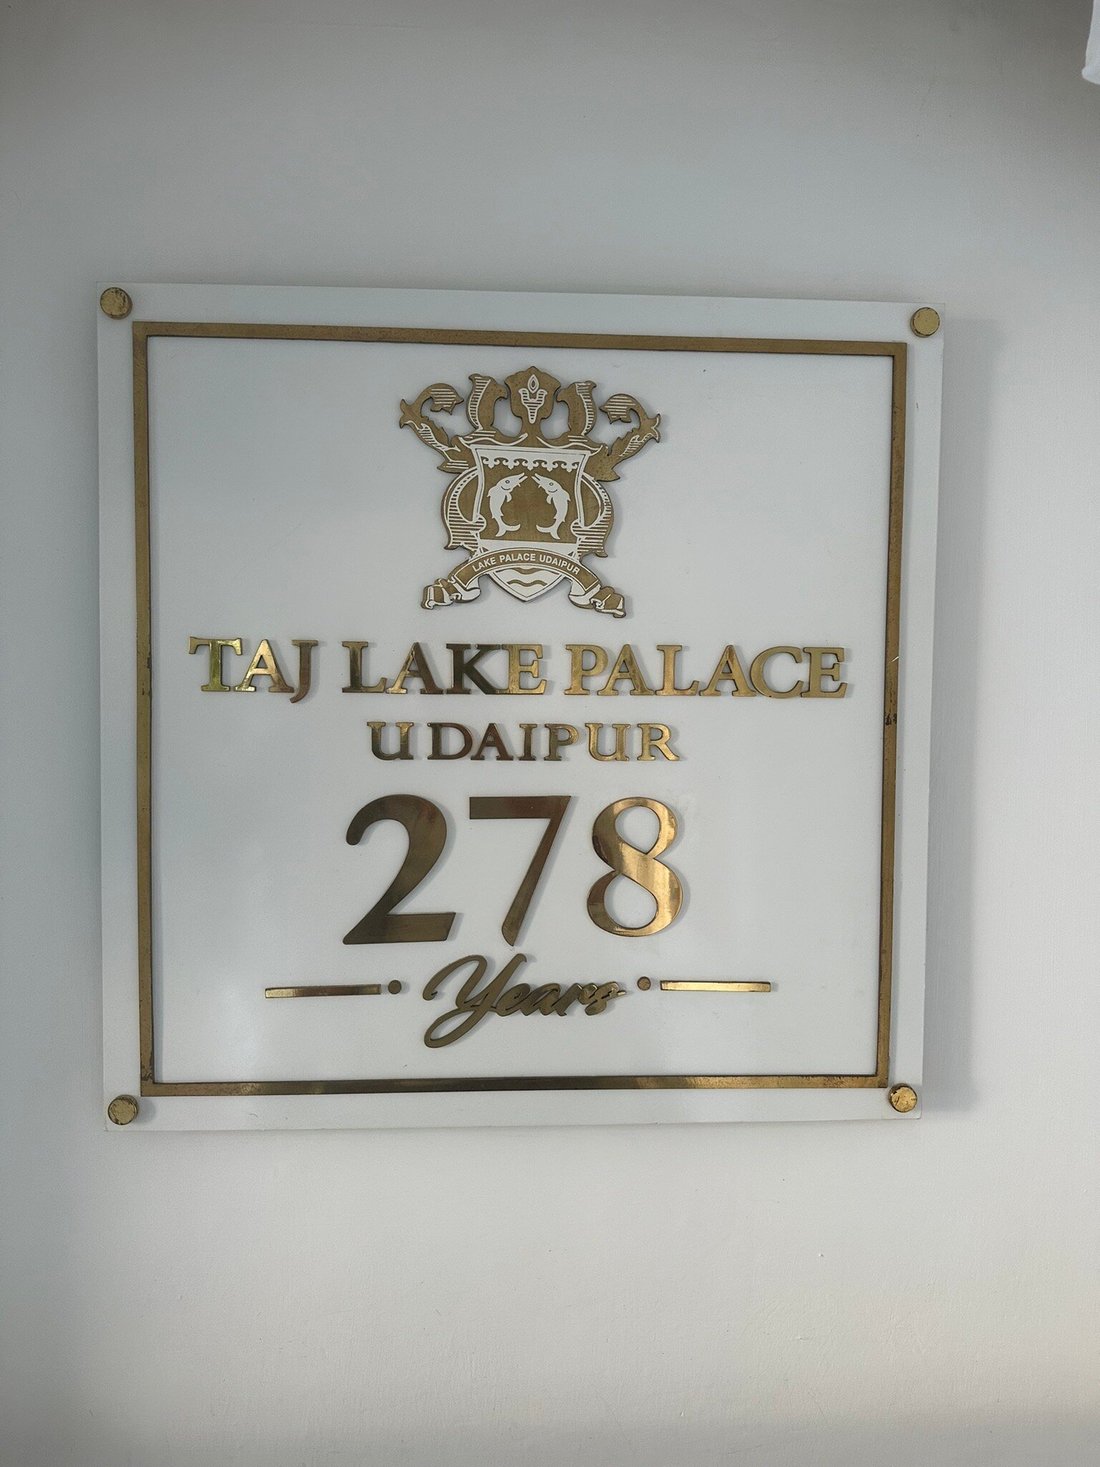 LAKE PALACE UDAIPUR
TAJ LAKE PALACE
UDAIPUR
278
Years